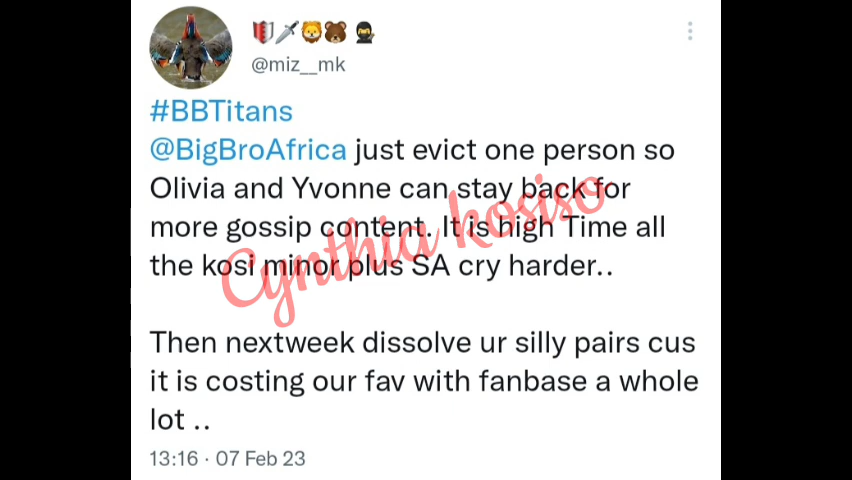 @miz__mk
#BBTitans
@BigBroAfrica just evict one person so
Olivia and Yvonne can stay back for
more gossip content. It is high Time all
the kosi minor plus SA cry harder..
Cynthia kosiso
Then nextweek dissolve ur silly pairs cus
it is costing our fav with fanbase a whole
lot ..
13:16 · 07 Feb 23